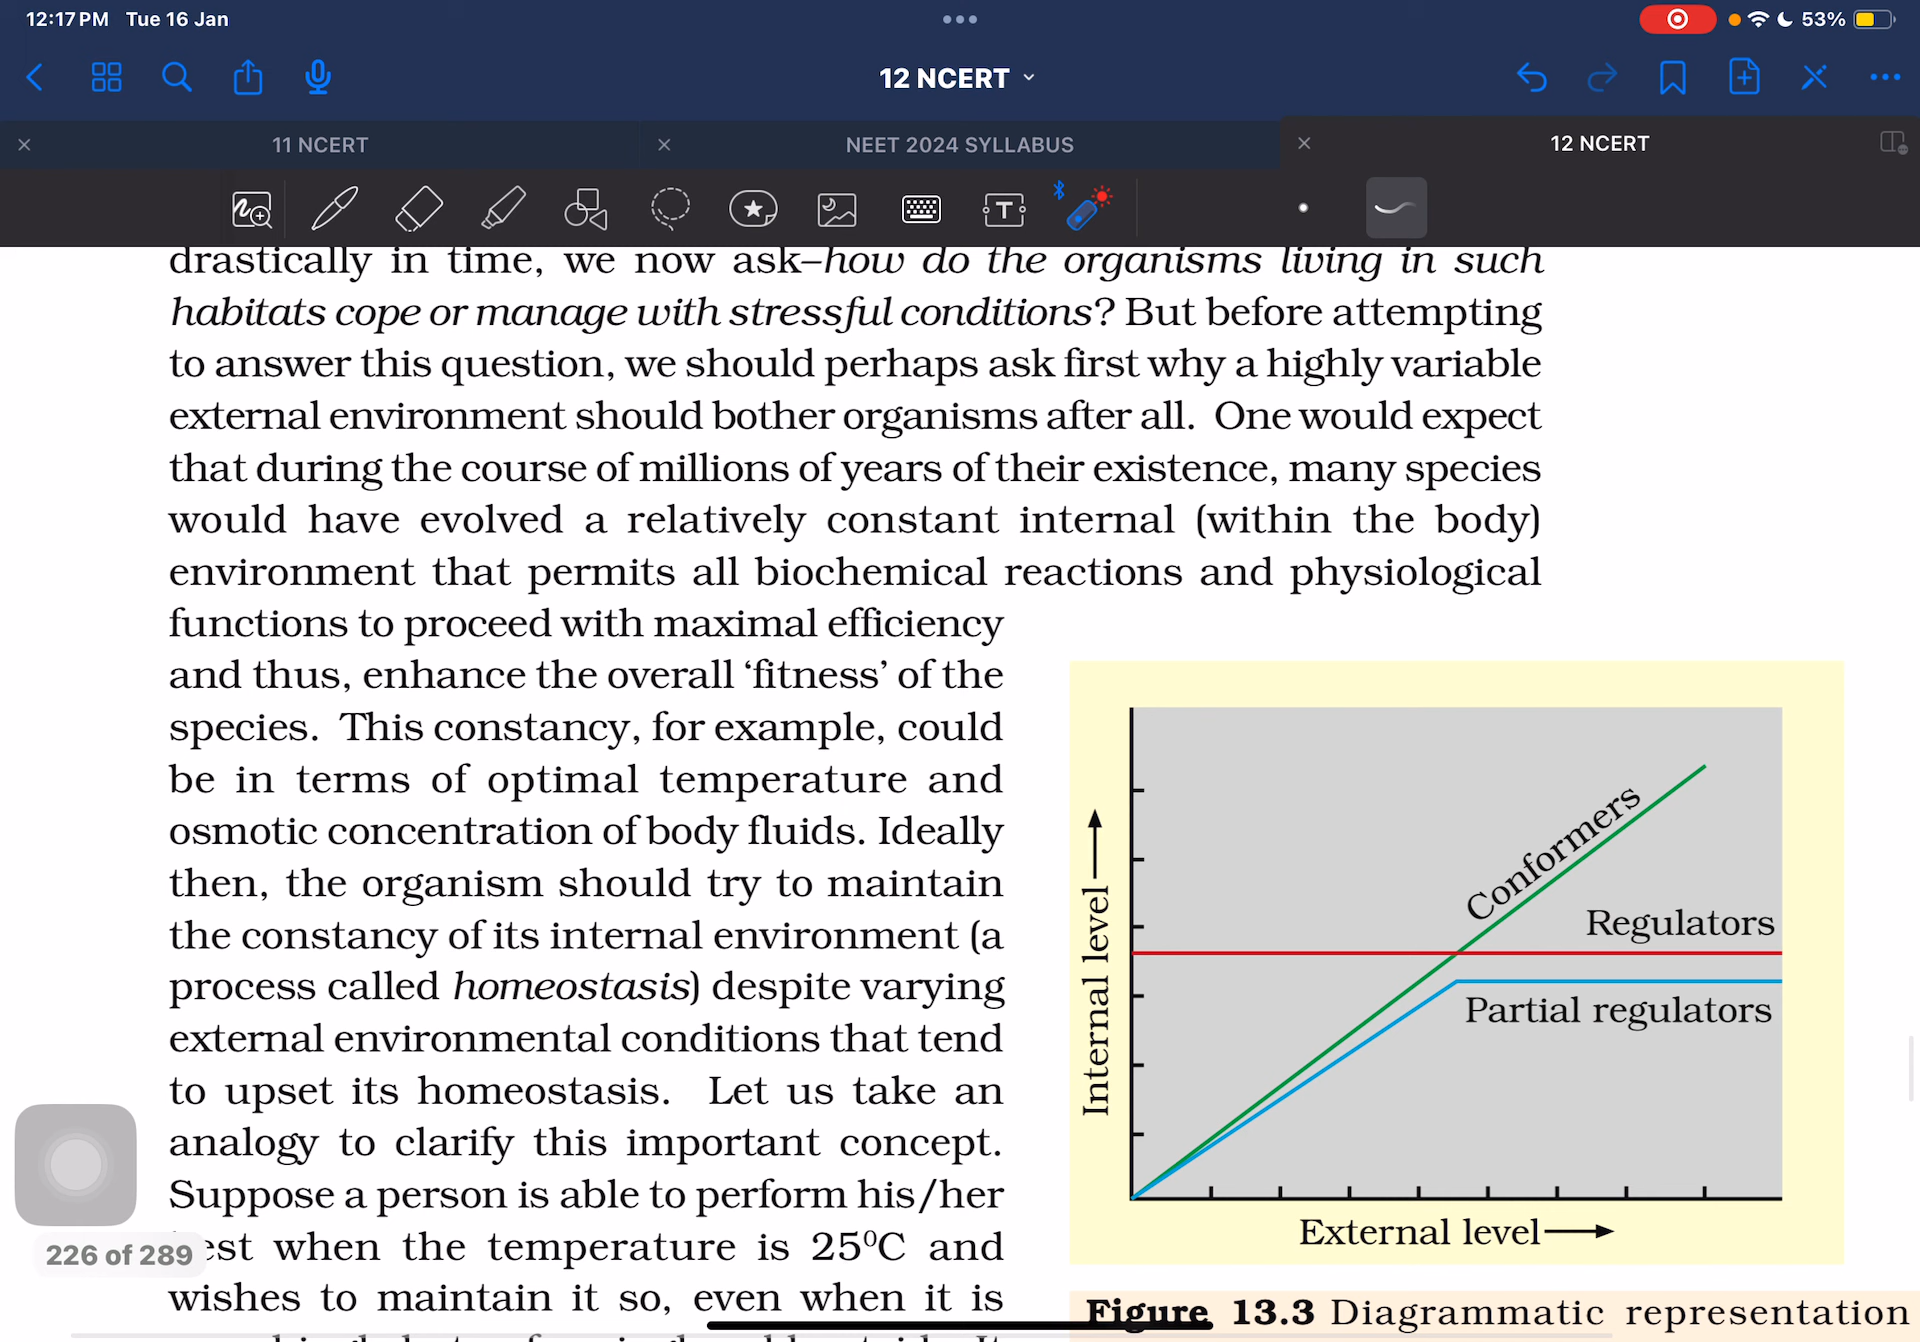 12:17 PM Tue 16 Jan
53%
12 NCERT
11 NCERT
NEET 2024 SYLLABUS
12 NCERT
drastically in time, we now ask–how do the organisms living in such
habitats cope or manage with stressful conditions? But before attempting
to answer this question, we should perhaps ask first why a highly variable
external environment should bother organisms after all. One would expect
that during the course of millions of years of their existence, many species
would have evolved a relatively constant internal (within the body)
environment that permits all biochemical reactions and physiological
functions to proceed with maximal efficiency
and thus, enhance the overall ‘fitness’ of the
species. This constancy, for example, could
be in terms of optimal temperature and
osmotic concentration of body fluids. Ideally
then, the organism should try to maintain
the constancy of its internal environment (a
process called homeostasis) despite varying
external environmental conditions that tend
to upset its homeostasis. Let us take an
analogy to clarify this important concept.
Suppose a person is able to perform his/her
est when the temperature is 25⁰C and
wishes to maintain it so, even when it is
226 of 289
Internal level
Conformers
Regulators
Partial regulators
External level
Figure 13.3 Diagrammatic representation